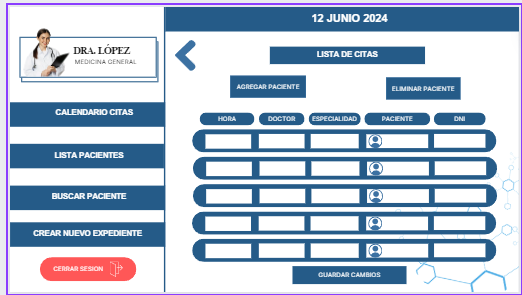 12 JUNIO 2024
DRA. LÓPEZ
MEDICINA GENERAL
CALENDARIO CITAS
LISTA PACIENTES
BUSCAR PACIENTE
CREAR NUEVO EXPEDIENTE
CERRAR SESION
LISTA DE CITAS
AGREGAR PACIENTE
ELIMINAR PACIENTE
HORA DOCTOR ESPECIALIDAD PACIENTE DNI
GUARDAR CAMBIOS